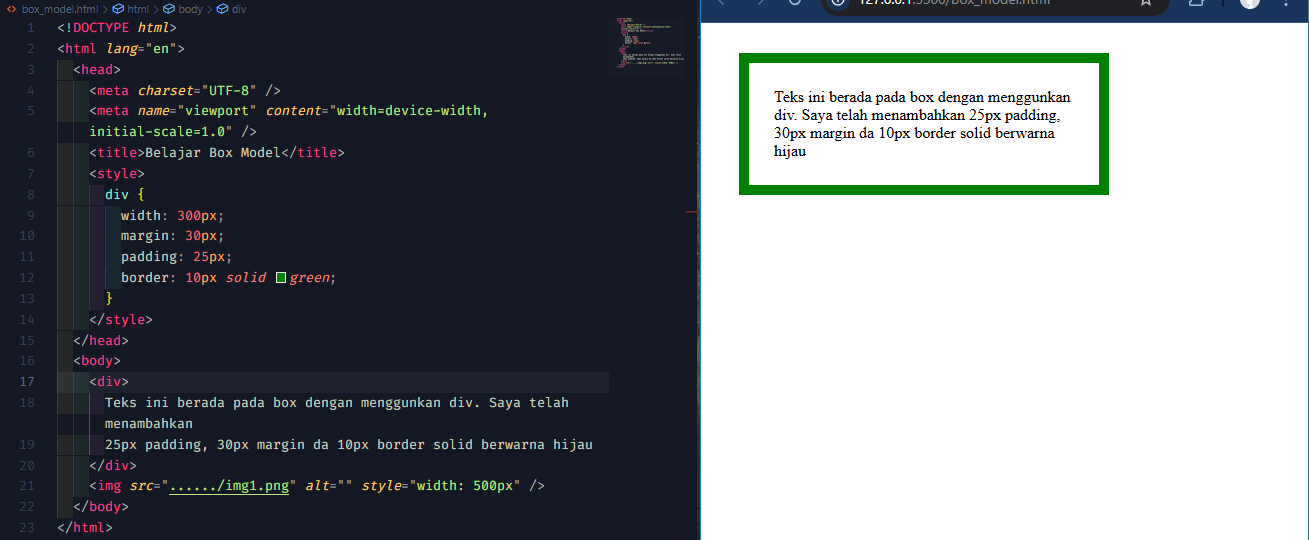 box_model.html > html > body > div
1 <!DOCTYPE html>
2 <html lang="en">
3 <head>
4 <meta charset="UTF-8" />
5 <meta name="viewport" content="width=device-width,
initial-scale=1.0" />
6 <title>Belajar Box Model</title>
7 <style>
8 div {
9 width: 300px;
10 margin: 30px;
11 padding: 25px;
12 border: 10px solid green;
13 }
14 </style>
15 </head>
16 <body>
17 <div>
18 Teks ini berada pada box dengan menggunkan div. Saya telah
menambahkan
19 25px padding, 30px margin da 10px border solid berwarna hijau
20 </div>
21 <img src="....../img1.png" alt="" style="width: 500px" />
22 </body>
23 </html>
127.0.0.1:5500/box_model.html
Teks ini berada pada box dengan menggunkan
div. Saya telah menambahkan 25px padding,
30px margin da 10px border solid berwarna
hijau